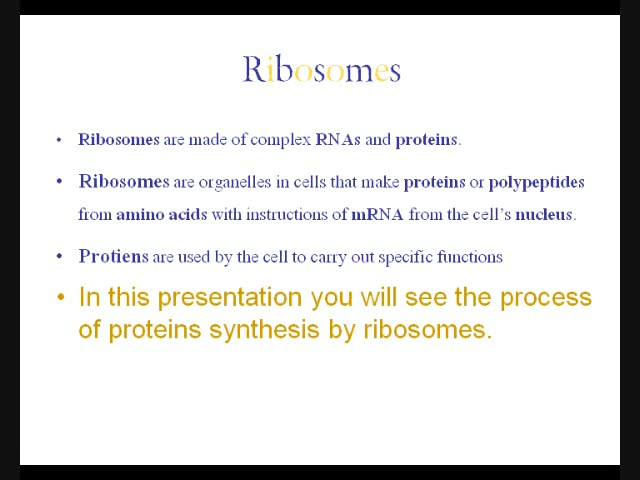 Ribosomes
• Ribosomes are made of complex RNAs and proteins.
• Ribosomes are organelles in cells that make proteins or polypeptides
from amino acids with instructions of mRNA from the cell’s nucleus.
• Protiens are used by the cell to carry out specific functions
• In this presentation you will see the process
of proteins synthesis by ribosomes.